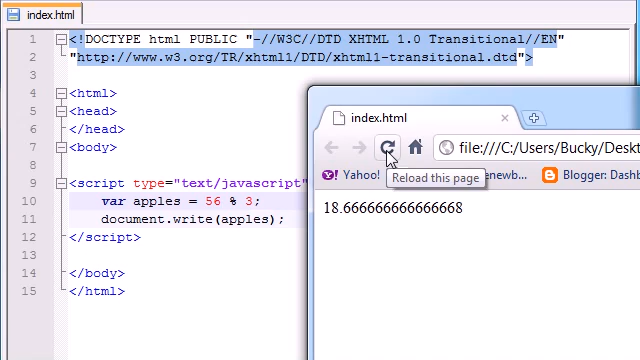 index.html
1 <!DOCTYPE html PUBLIC "-//W3C//DTD XHTML 1.0 Transitional//EN"
2 "http://www.w3.org/TR/xhtml1/DTD/xhtml1-transitional.dtd">
3
4 <html>
5 <head>
6 </head>
7 <body>
8
9 <script type="text/javascript"
10 var apples = 56 % 3;
11 document.write(apples);
12 </script>
13
14 </body>
15 </html>
index.html
file:///C:/Users/Bucky/Deskt
Yahoo! enewb... Blogger: Dashb
Reload this page
18.666666666666668